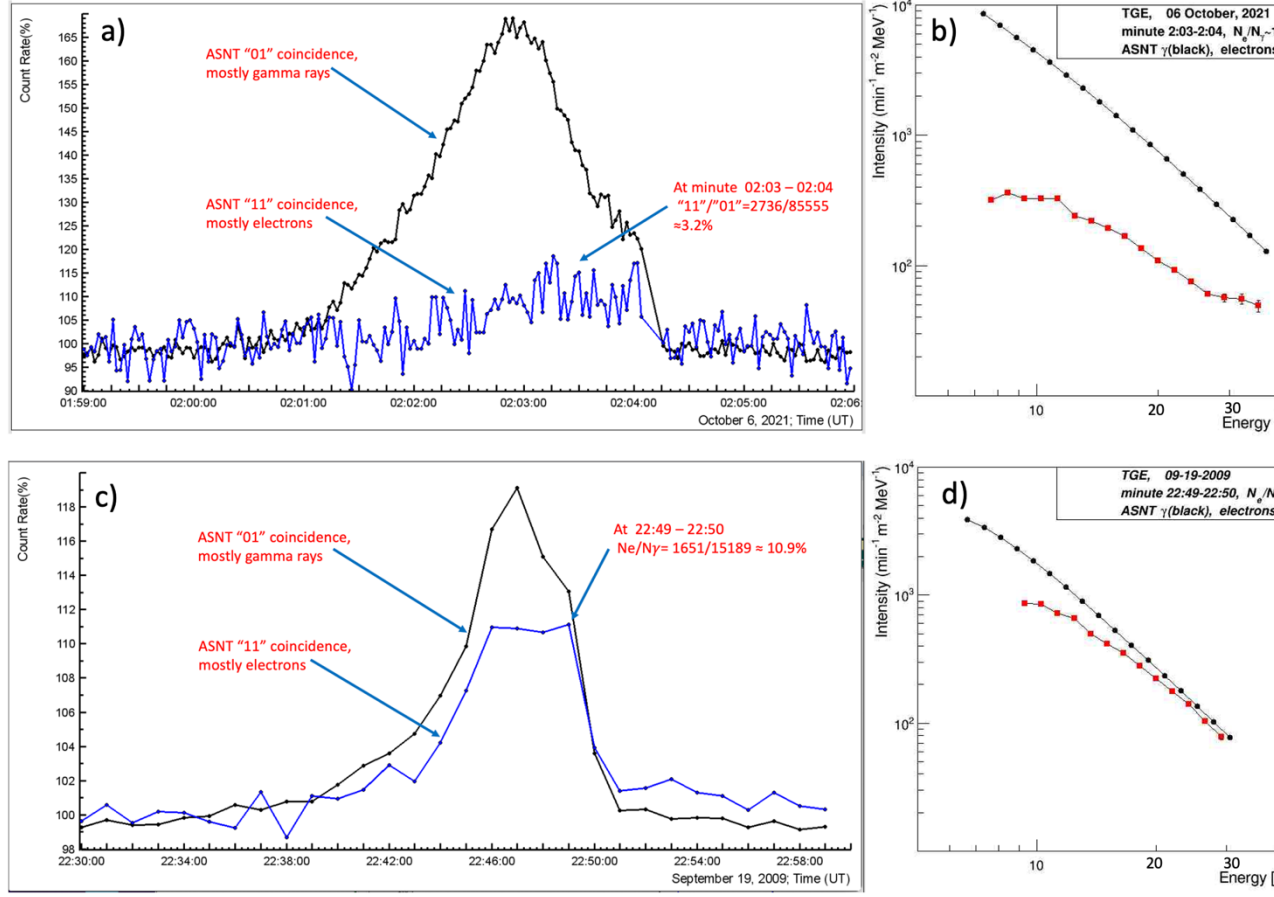 a)
Count Rate(%)
165
160
155
150
145
140
135
130
125
120
115
110
105
100
95
90
ASNT "01" coincidence,
mostly gamma rays
ASNT "11" coincidence,
mostly electrons
At minute 02:03 – 02:04
"11"/"01"=2736/85555
≈3.2%
01:59:00 02:00:00 02:01:00 02:02:00 02:03:00 02:04:00 02:05:00 02:06:
October 6, 2021; Time (UT)
b)
TGE, 06 October, 2021
minute 2:03-2:04, Ne/Nγ~
ASNT γ(black), electrons
Intensity (min⁻¹ m⁻² MeV⁻¹)
10⁴
10³
10²
10 20 30
Energy [
c)
Count Rate(%)
118
116
114
112
110
108
106
104
102
100
98
ASNT "01" coincidence,
mostly gamma rays
ASNT "11" coincidence,
mostly electrons
At 22:49 – 22:50
Ne/Nγ= 1651/15189 ≈ 10.9%
22:30:00 22:34:00 22:38:00 22:42:00 22:46:00 22:50:00 22:54:00 22:58:00
September 19, 2009; Time (UT)
d)
TGE, 09-19-2009
minute 22:49-22:50, Ne/N
ASNT γ(black), electrons
Intensity (min⁻¹ m⁻² MeV⁻¹)
10⁴
10³
10²
10 20 30
Energy [